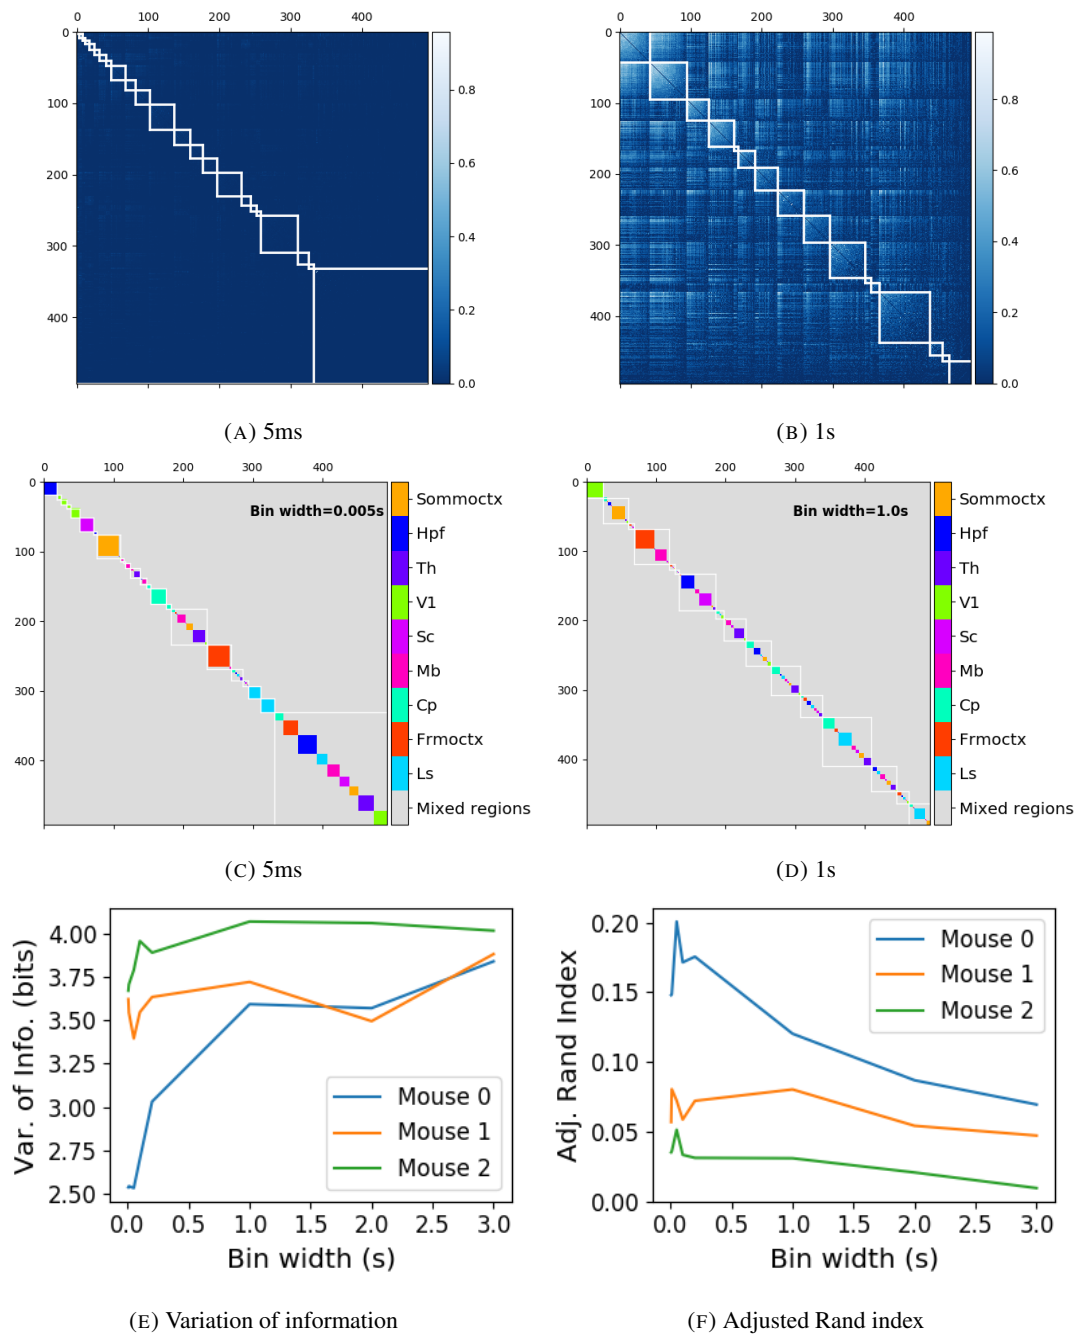 0 100 200 300 400
0 100 200 300 400
0
100
200
300
400
0.8
0.6
0.4
0.2
0.0
0
100
200
300
400
0.8
0.6
0.4
0.2
0.0
(A) 5ms
(B) 1s
0 100 200 300 400
0 100 200 300 400
0
100
200
300
400
Bin width=0.005s
Sommoctx
Hpf
Th
V1
Sc
Mb
Cp
Frmoctx
Ls
Mixed regions
0
100
200
300
400
Bin width=1.0s
Sommoctx
Hpf
Th
V1
Sc
Mb
Cp
Frmoctx
Ls
Mixed regions
(C) 5ms
(D) 1s
Var. of Info. (bits)
4.00
3.75
3.50
3.25
3.00
2.75
2.50
Mouse 0
Mouse 1
Mouse 2
0.0 0.5 1.0 1.5 2.0 2.5 3.0
Bin width (s)
Adj. Rand Index
0.20
0.15
0.10
0.05
0.00
Mouse 0
Mouse 1
Mouse 2
0.0 0.5 1.0 1.5 2.0 2.5 3.0
Bin width (s)
(E) Variation of information
(F) Adjusted Rand index